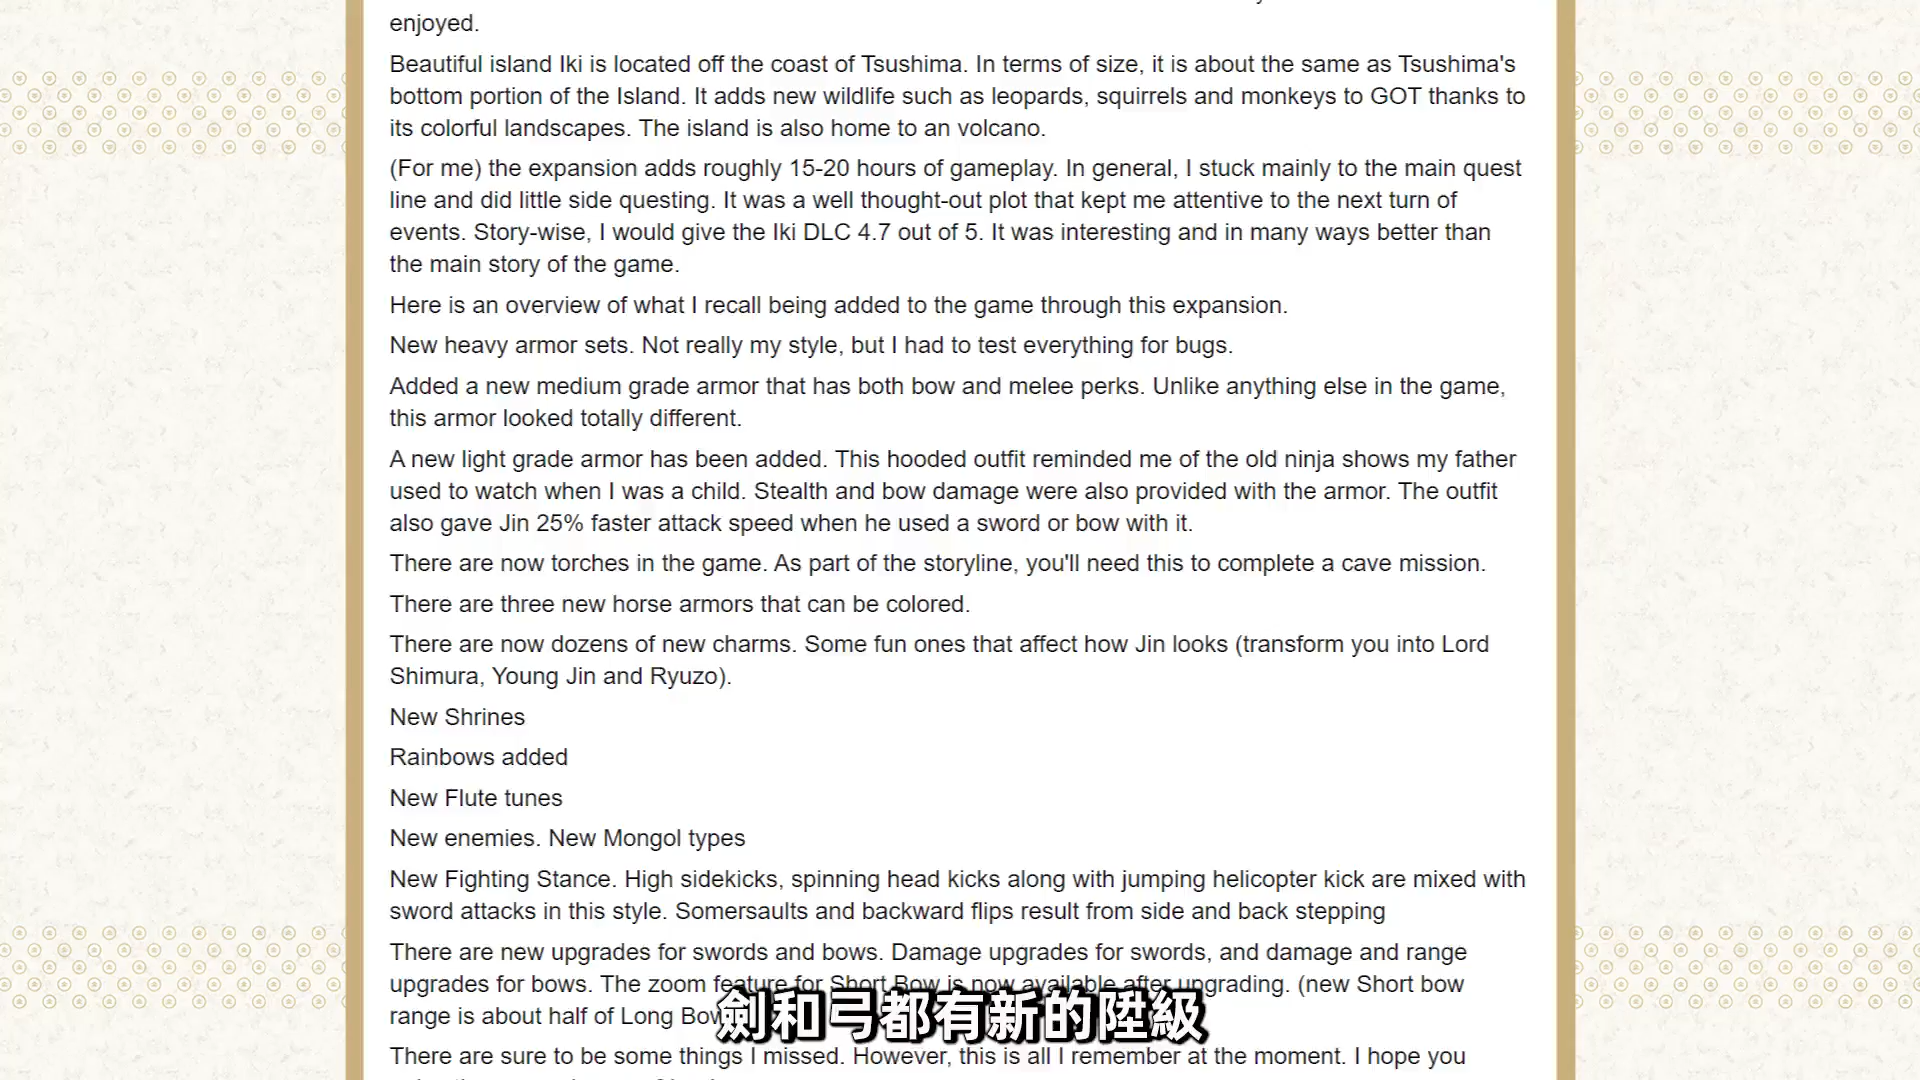 enjoyed.
Beautiful island Iki is located off the coast of Tsushima. In terms of size, it is about the same as Tsushima's
bottom portion of the Island. It adds new wildlife such as leopards, squirrels and monkeys to GOT thanks to
its colorful landscapes. The island is also home to an volcano.
(For me) the expansion adds roughly 15-20 hours of gameplay. In general, I stuck mainly to the main quest
line and did little side questing. It was a well thought-out plot that kept me attentive to the next turn of
events. Story-wise, I would give the Iki DLC 4.7 out of 5. It was interesting and in many ways better than
the main story of the game.
Here is an overview of what I recall being added to the game through this expansion.
New heavy armor sets. Not really my style, but I had to test everything for bugs.
Added a new medium grade armor that has both bow and melee perks. Unlike anything else in the game,
this armor looked totally different.
A new light grade armor has been added. This hooded outfit reminded me of the old ninja shows my father
used to watch when I was a child. Stealth and bow damage were also provided with the armor. The outfit
also gave Jin 25% faster attack speed when he used a sword or bow with it.
There are now torches in the game. As part of the storyline, you'll need this to complete a cave mission.
There are three new horse armors that can be colored.
There are now dozens of new charms. Some fun ones that affect how Jin looks (transform you into Lord
Shimura, Young Jin and Ryuzo).
New Shrines
Rainbows added
New Flute tunes
New enemies. New Mongol types
New Fighting Stance. High sidekicks, spinning head kicks along with jumping helicopter kick are mixed with
sword attacks in this style. Somersaults and backward flips result from side and back stepping
There are new upgrades for swords and bows. Damage upgrades for swords, and damage and range
upgrades for bows. The zoom feature for Short Bow is now available after upgrading. (new Short bow
range is about half of Long Bow
劍和弓都有新的陞級
There are sure to be some things I missed. However, this is all I remember at the moment. I hope you